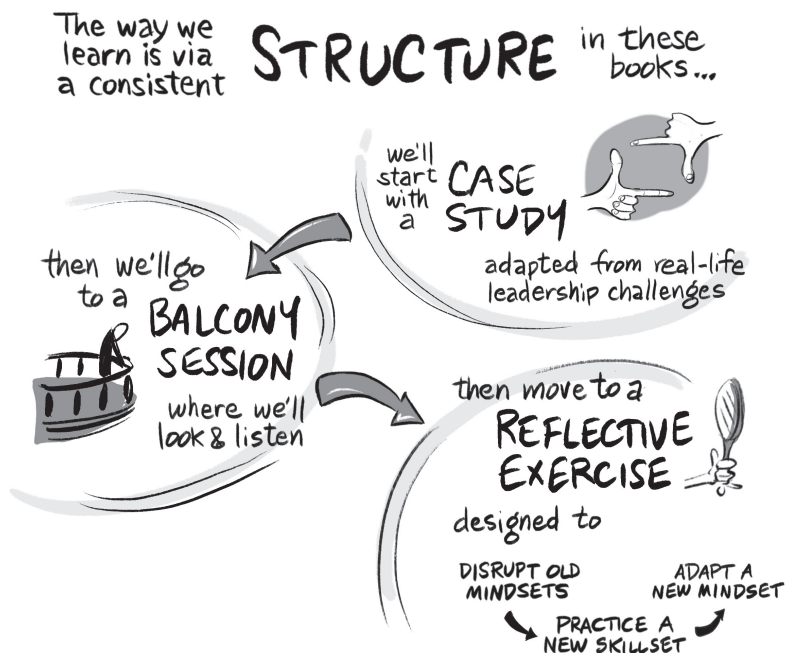 The way we
learn is via
a consistent
STRUCTURE
in these
books...
we'll
start
with
a
CASE
STUDY
adapted from real-life
leadership challenges
then we'll go
to a
BALCONY
SESSION
where we'll
look & listen
then move to a
REFLECTIVE
EXERCISE
designed to
DISRUPT OLD
MINDSETS
PRACTICE A
NEW SKILLSET
ADAPT A
NEW MINDSET